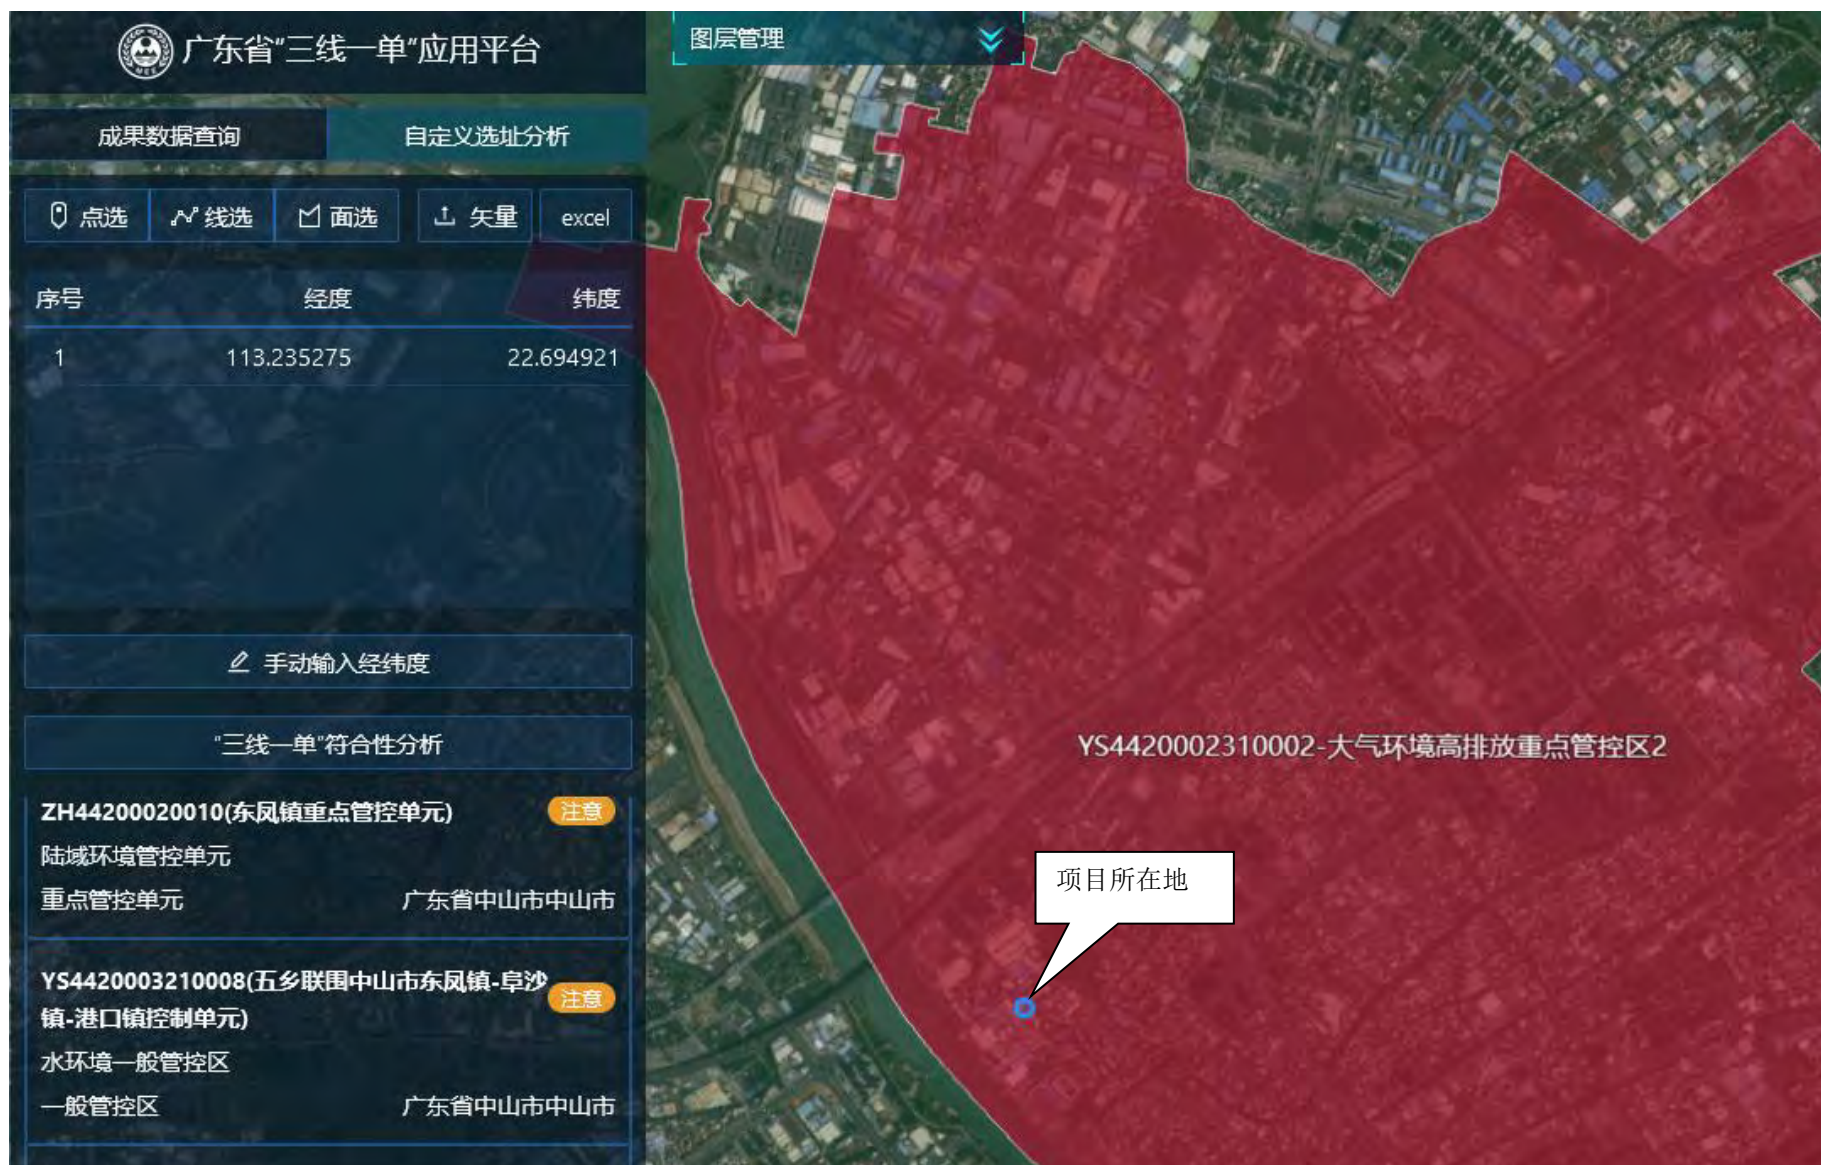 广东省“三线一单”应用平台
图层管理
成果数据查询
自定义选址分析
点选
线选
面选
矢量
excel
序号 经度 纬度
1 113.235275 22.694921
手动输入经纬度
“三线一单”符合性分析
ZH44200020010(东凤镇重点管控单元)
注意
陆域环境管控单元
重点管控单元 广东省中山市中山市
YS4420003210008(五乡联围中山市东凤镇-阜沙
镇-港口镇控制单元)
注意
水环境一般管控区
一般管控区 广东省中山市中山市
YS4420002310002-大气环境高排放重点管控区2
项目所在地